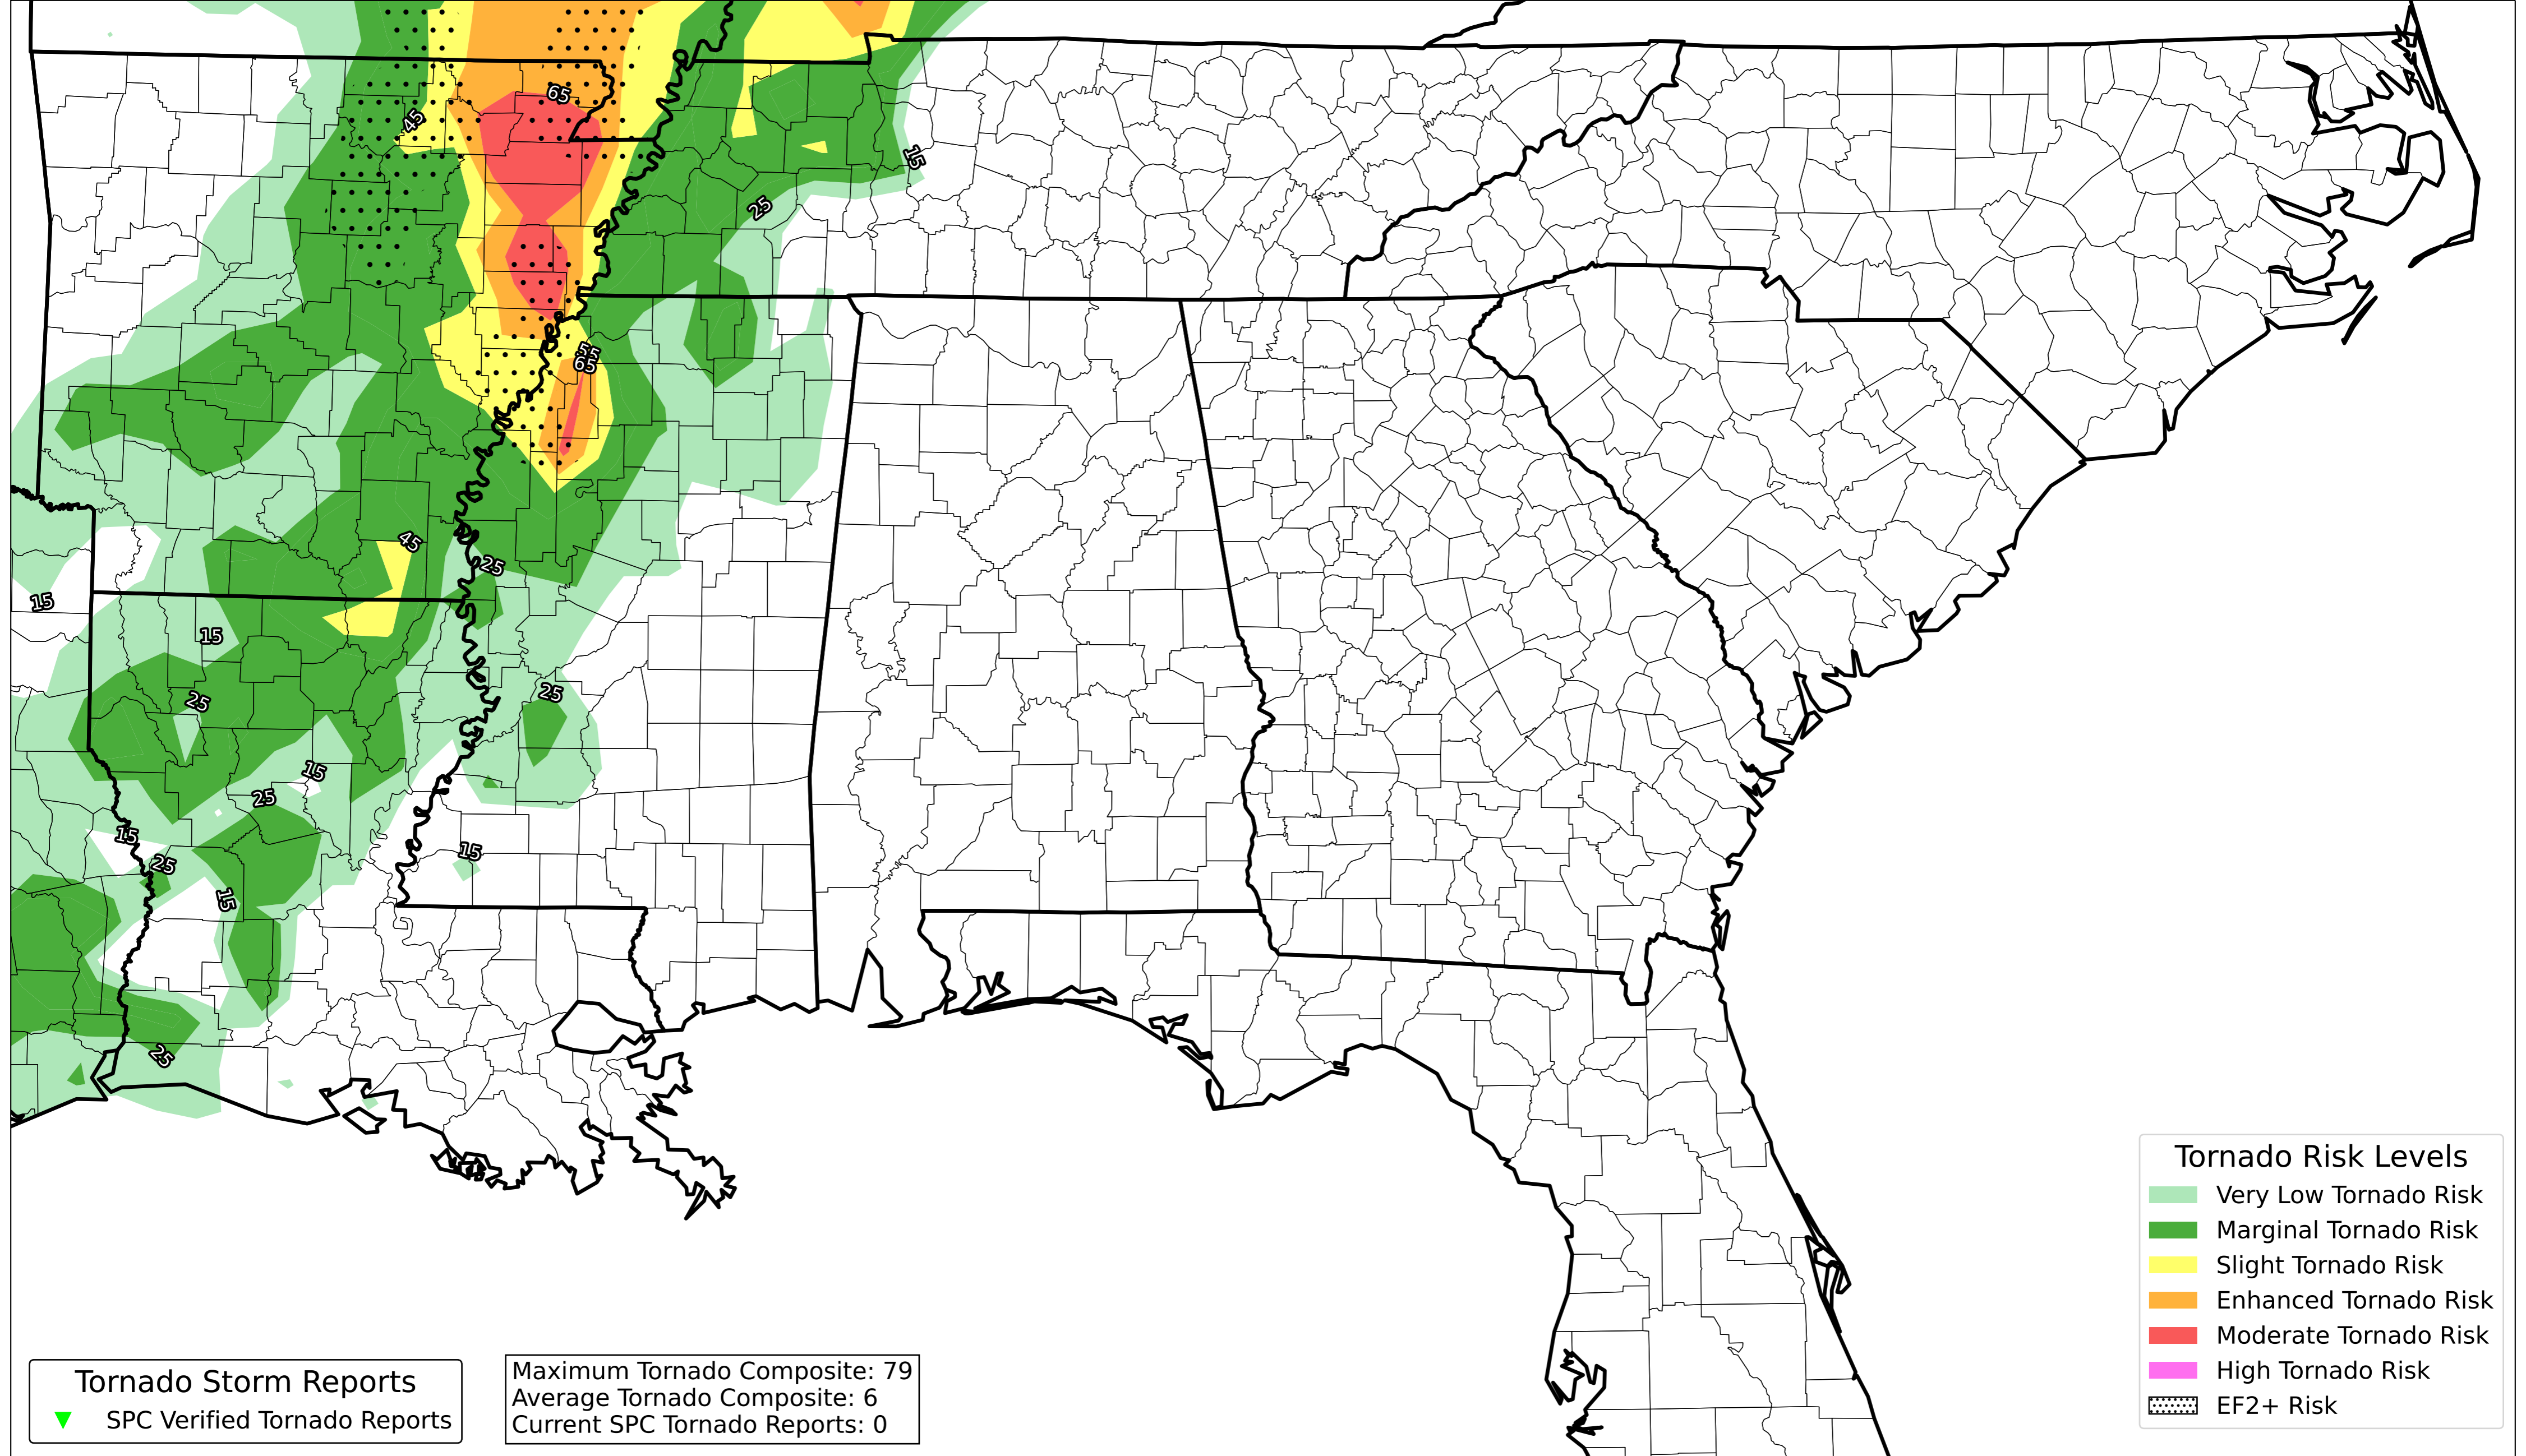 65
45
15
25
55
65
45
25
15
15
25
25
15
25
15
25
15
15
25
Tornado Risk Levels
Very Low Tornado Risk
Marginal Tornado Risk
Slight Tornado Risk
Enhanced Tornado Risk
Moderate Tornado Risk
High Tornado Risk
EF2+ Risk
Tornado Storm Reports
SPC Verified Tornado Reports
Maximum Tornado Composite: 79
Average Tornado Composite: 6
Current SPC Tornado Reports: 0